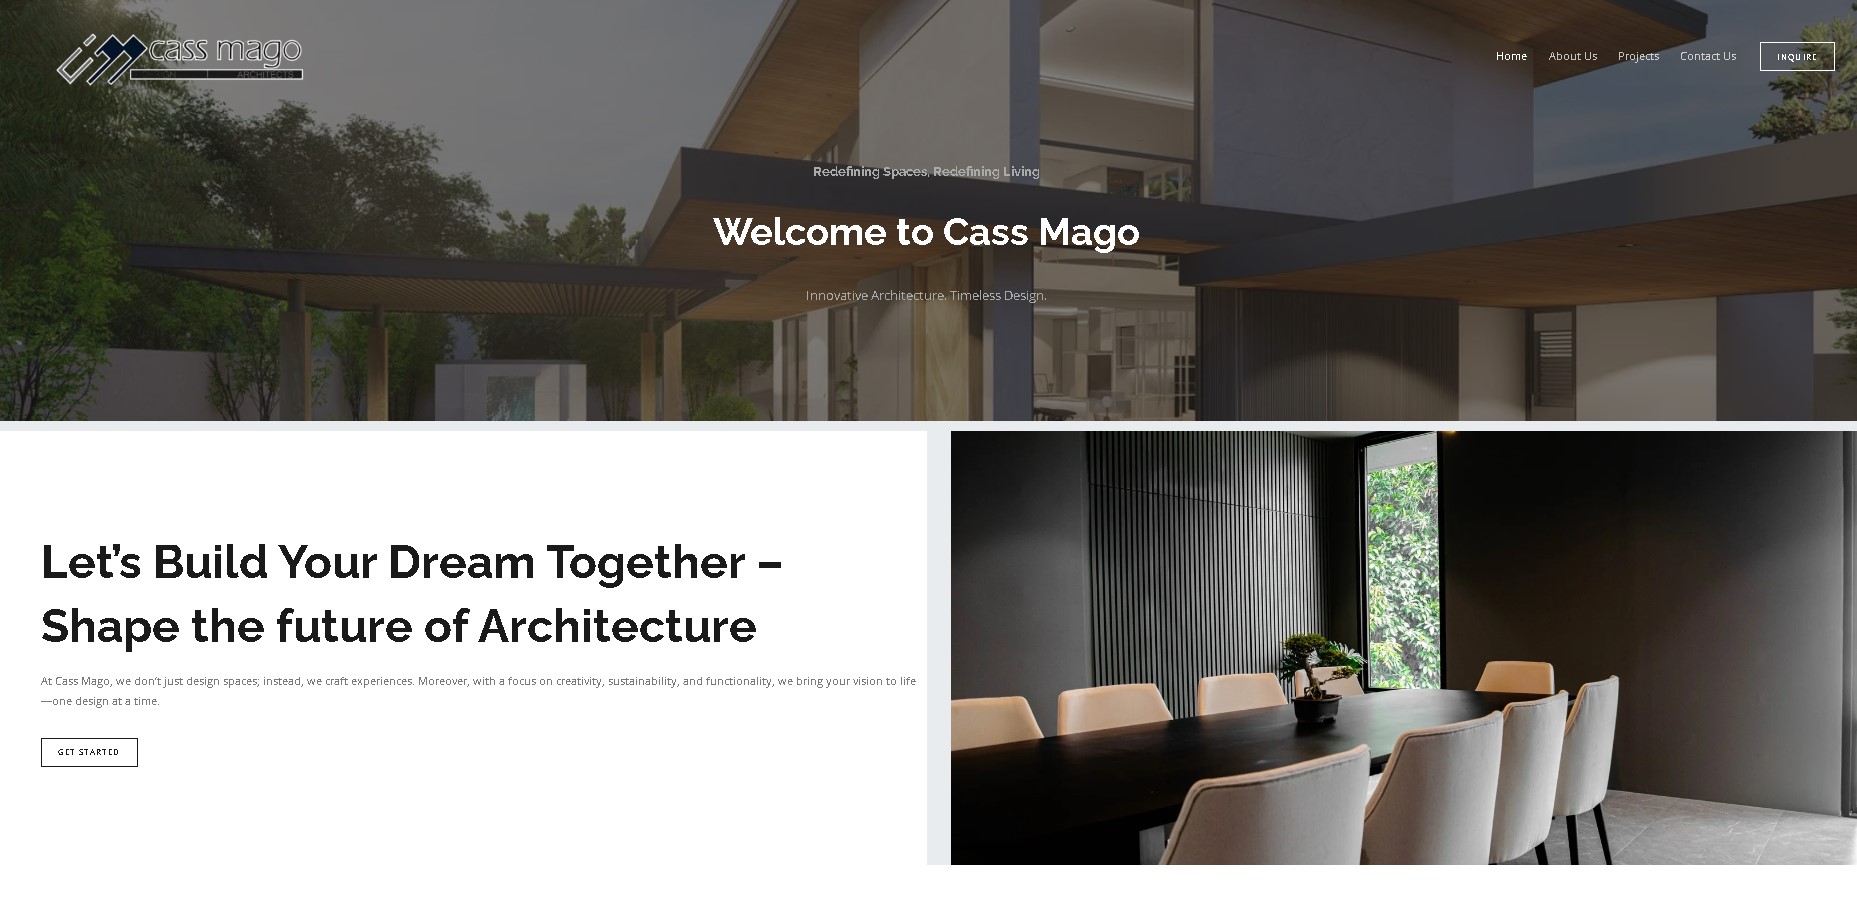 cass mago
DESIGN | ARCHITECTS
Home About Us Projects Contact Us INQUIRE
Redefining Spaces, Redefining Living
Welcome to Cass Mago
Innovative Architecture. Timeless Design.
Let’s Build Your Dream Together –
Shape the future of Architecture
At Cass Mago, we don’t just design spaces; instead, we craft experiences. Moreover, with a focus on creativity, sustainability, and functionality, we bring your vision to life
—one design at a time.
GET STARTED